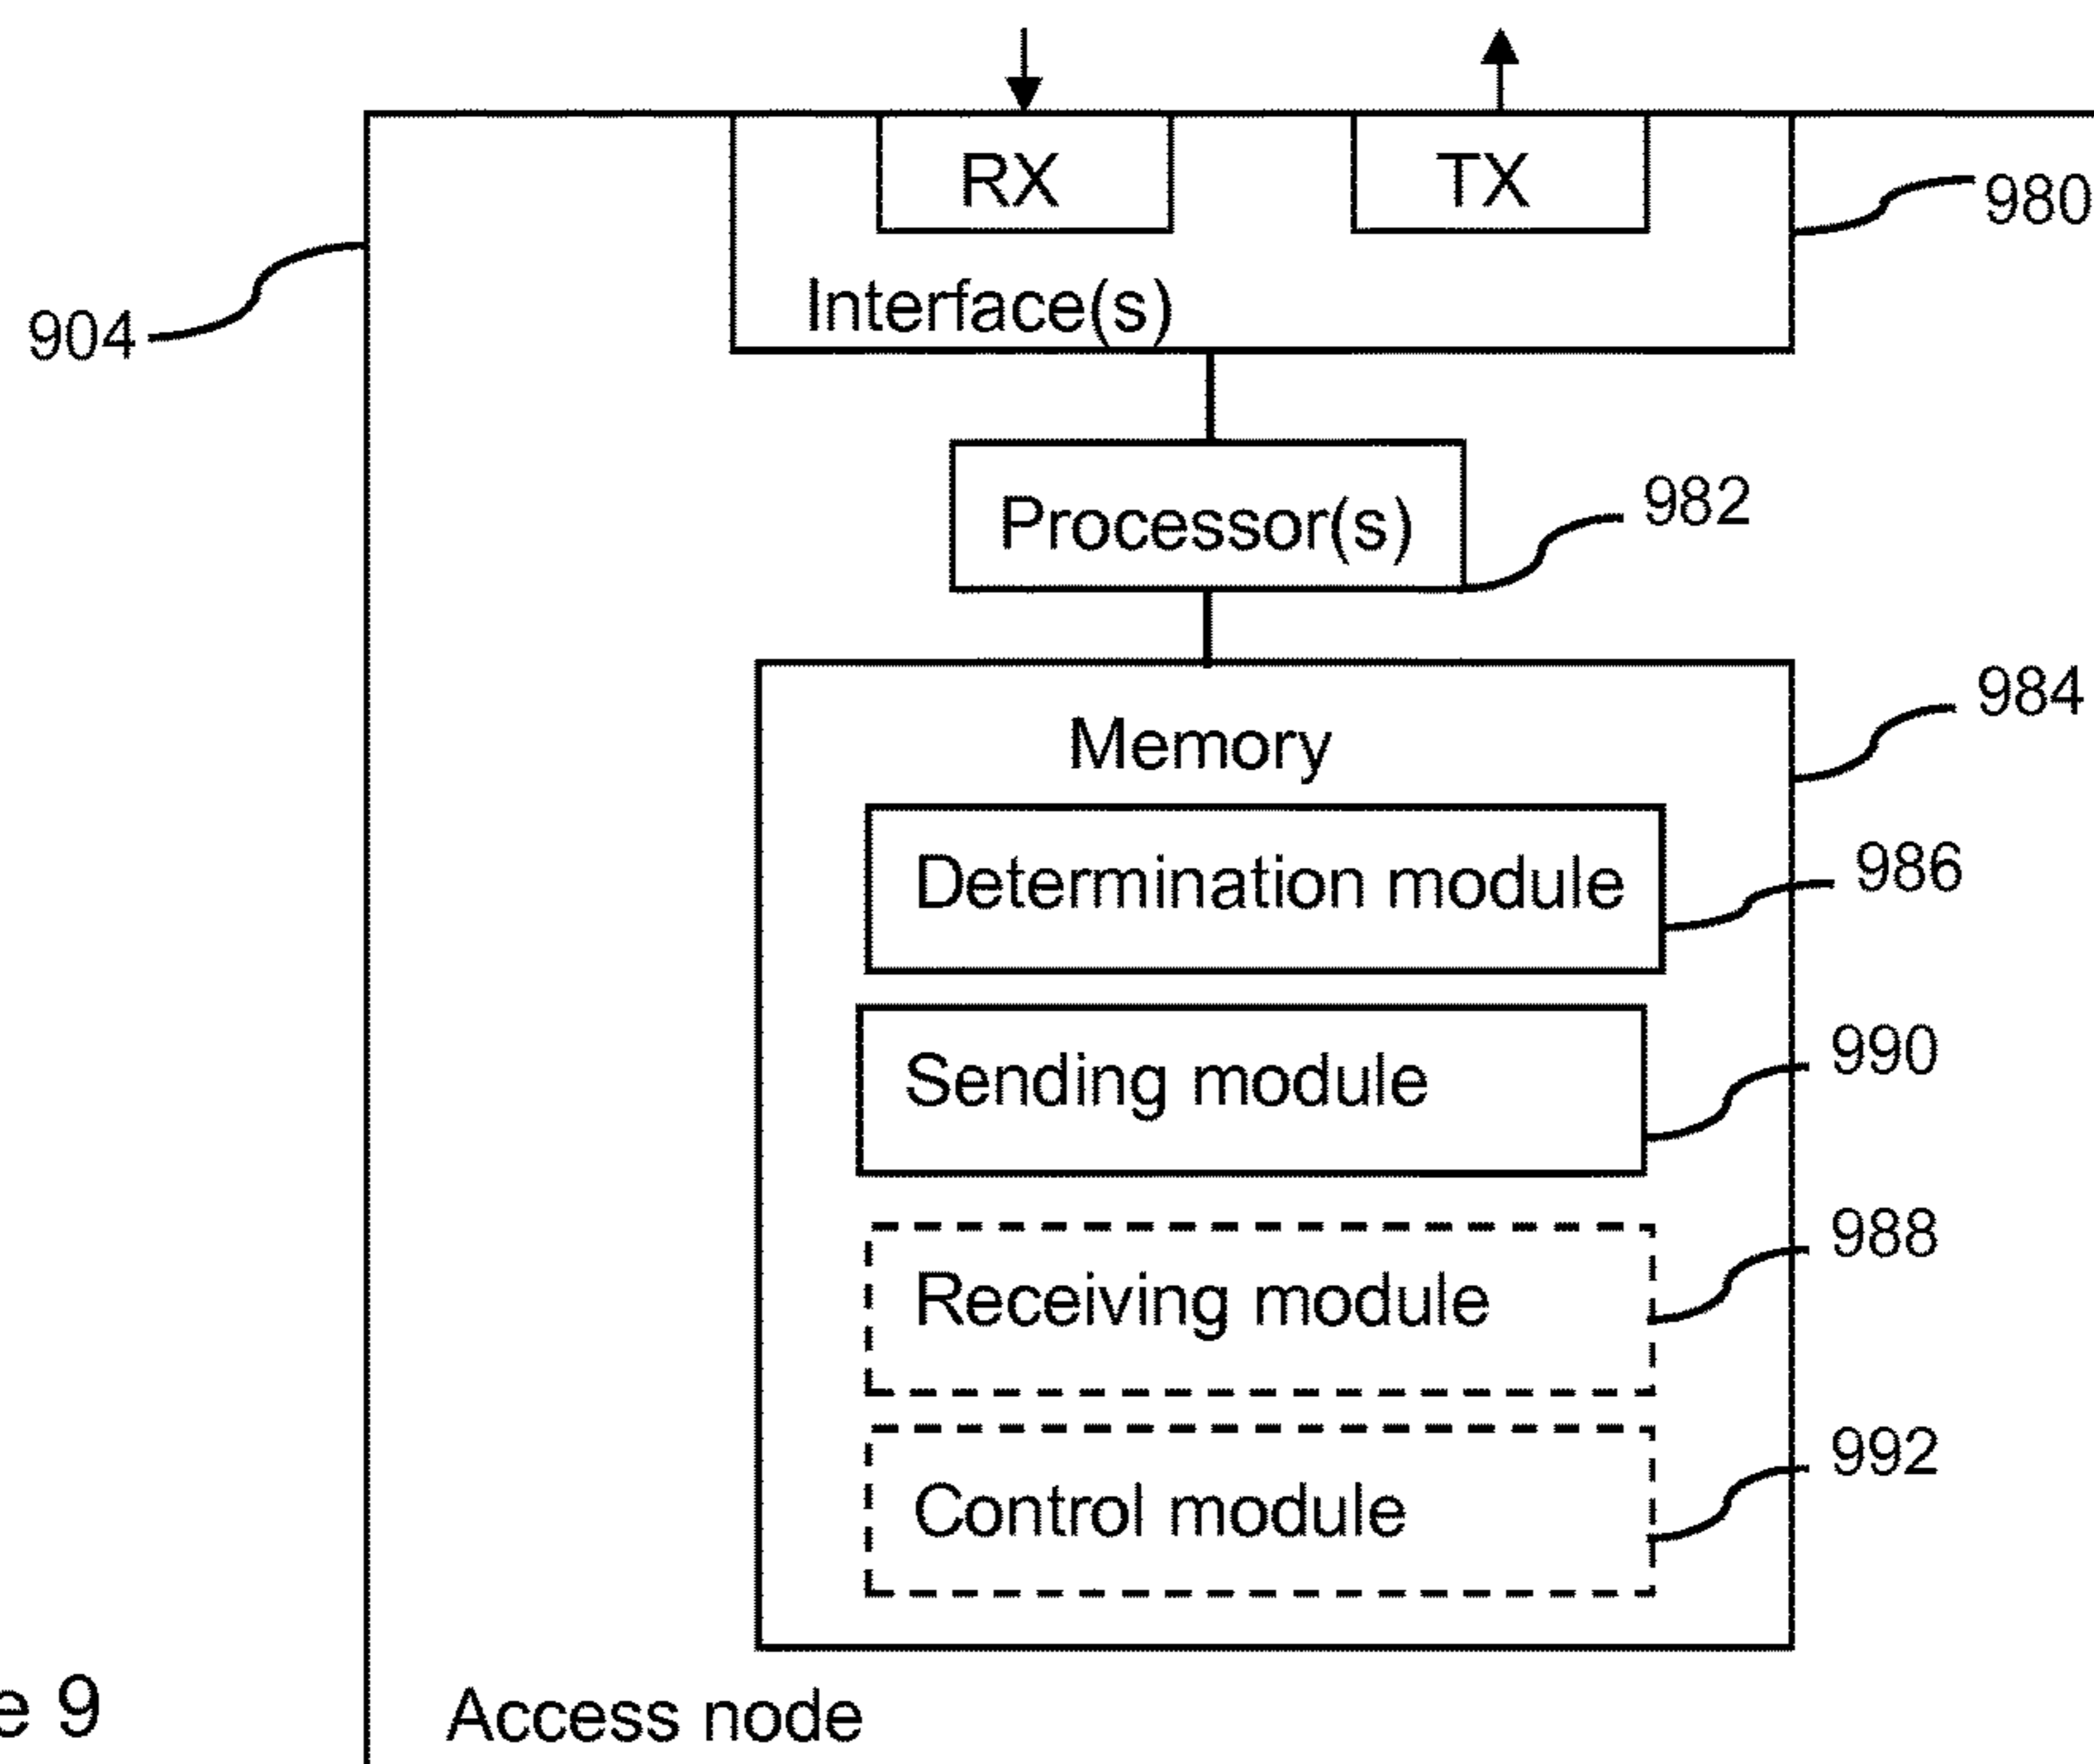 RX
TX
980
Interface(s)
904
Processor(s)
982
984
Memory
Determination module
986
Sending module
990
Receiving module
988
Control module
992
e 9
Access node